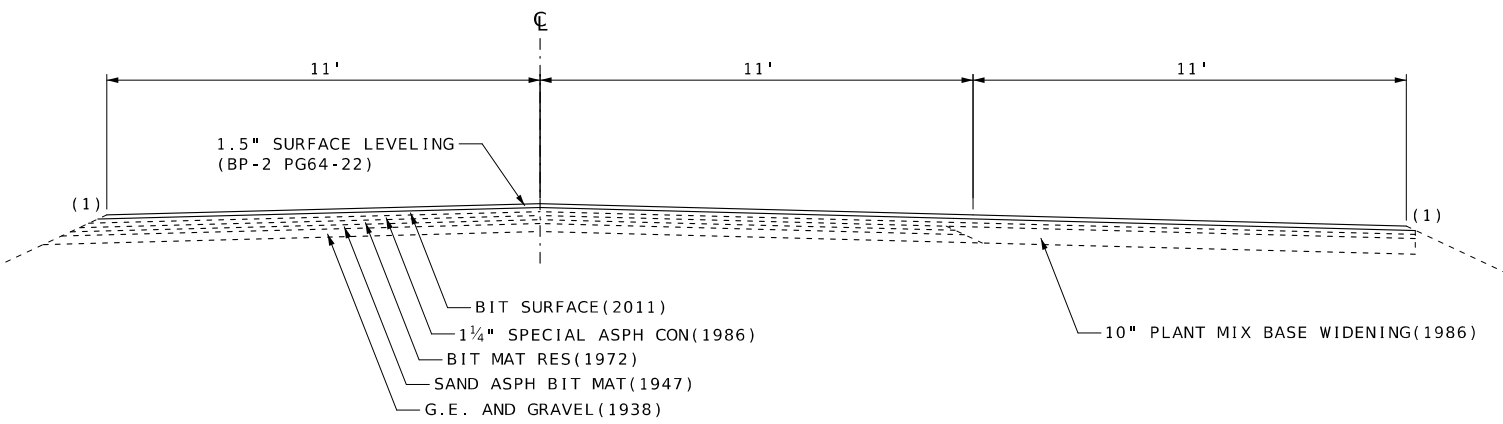 ℄
11'
11'
11'
1.5" SURFACE LEVELING
(BP-2 PG64-22)
(1)
(1)
BIT SURFACE(2011)
1¼" SPECIAL ASPH CON(1986)
10" PLANT MIX BASE WIDENING(1986)
BIT MAT RES(1972)
SAND ASPH BIT MAT(1947)
G.E. AND GRAVEL(1938)